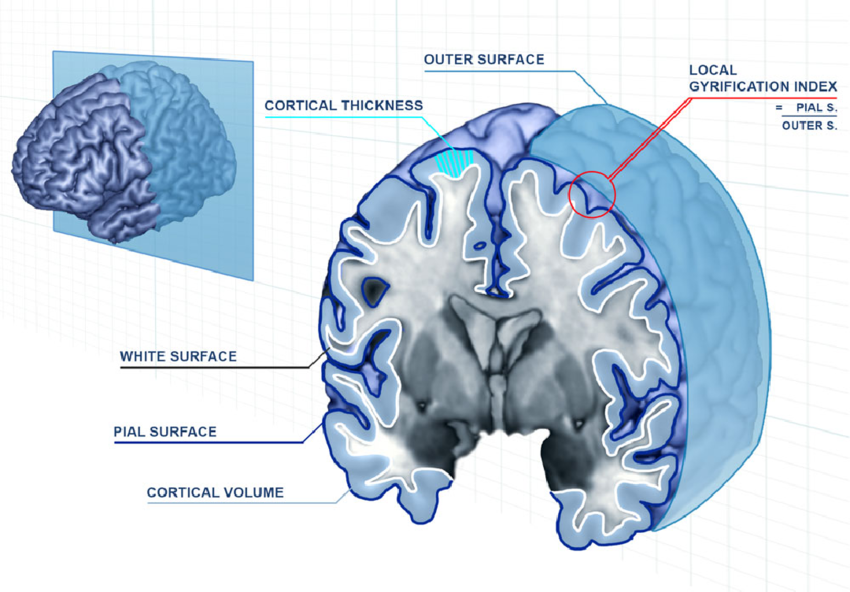 OUTER SURFACE
LOCAL
GYRIFICATION INDEX
= PIAL S.
OUTER S.
CORTICAL THICKNESS
WHITE SURFACE
PIAL SURFACE
CORTICAL VOLUME